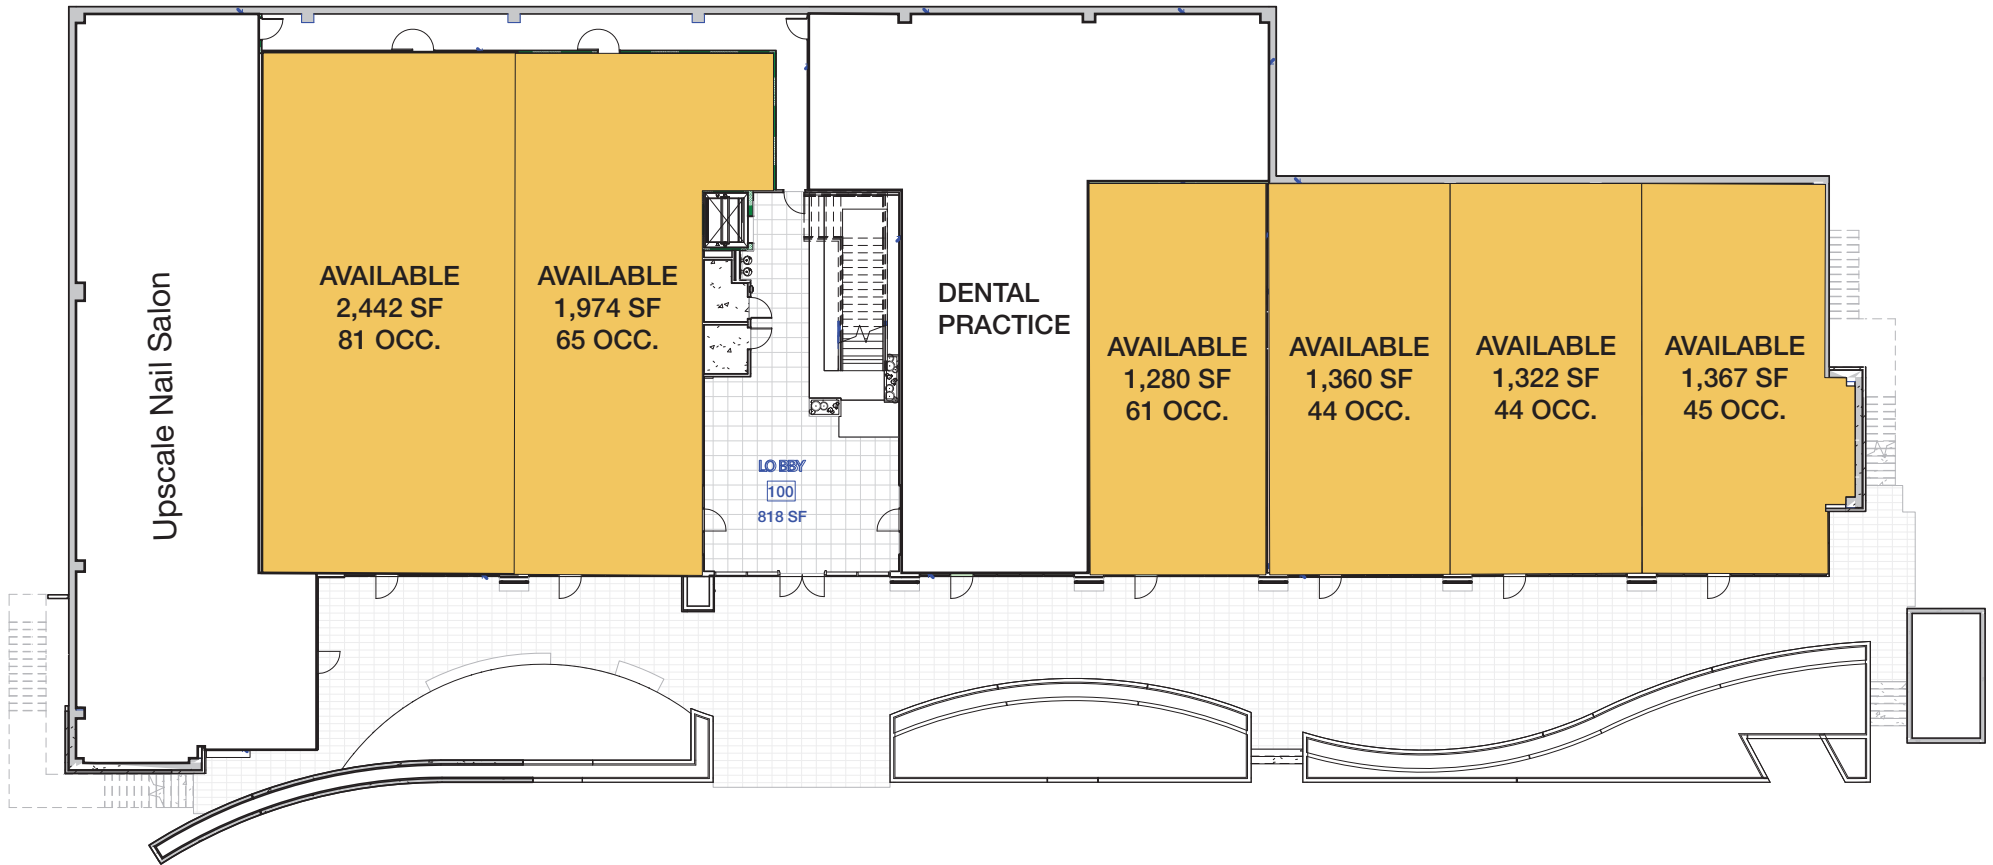 Upscale Nail Salon
AVAILABLE
2,442 SF
81 OCC.
AVAILABLE
1,974 SF
65 OCC.
LOBBY
100
818 SF
DENTAL
PRACTICE
AVAILABLE
1,280 SF
61 OCC.
AVAILABLE
1,360 SF
44 OCC.
AVAILABLE
1,322 SF
44 OCC.
AVAILABLE
1,367 SF
45 OCC.